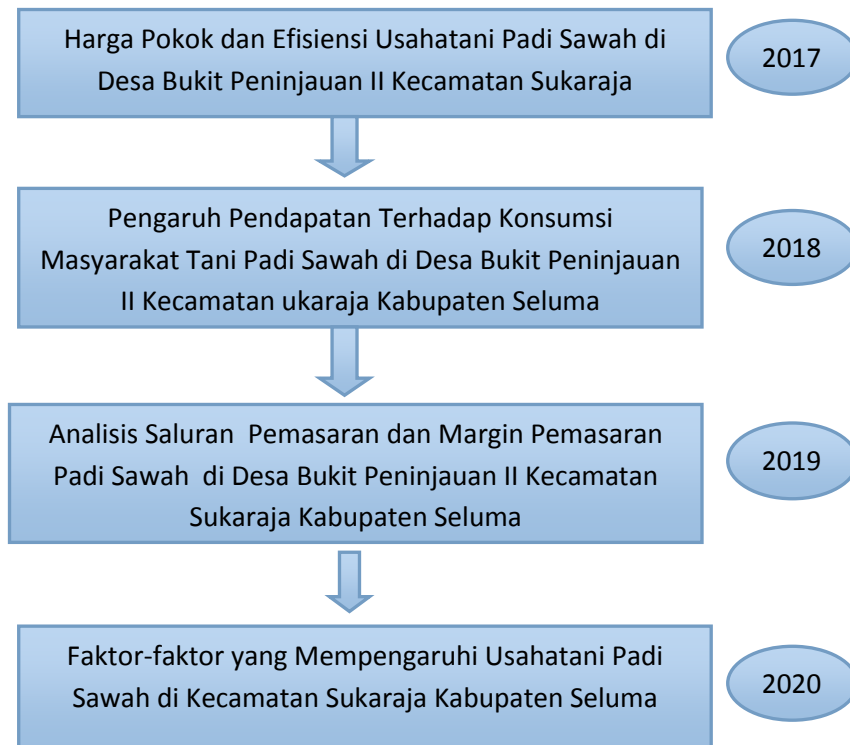 Harga Pokok dan Efisiensi Usahatani Padi Sawah di
Desa Bukit Peninjauan II Kecamatan Sukaraja
2017
Pengaruh Pendapatan Terhadap Konsumsi
Masyarakat Tani Padi Sawah di Desa Bukit Peninjauan
II Kecamatan ukaraja Kabupaten Seluma
2018
Analisis Saluran  Pemasaran dan Margin Pemasaran
Padi Sawah  di Desa Bukit Peninjauan II Kecamatan
Sukaraja Kabupaten Seluma
2019
Faktor-faktor yang Mempengaruhi Usahatani Padi
Sawah di Kecamatan Sukaraja Kabupaten Seluma
2020